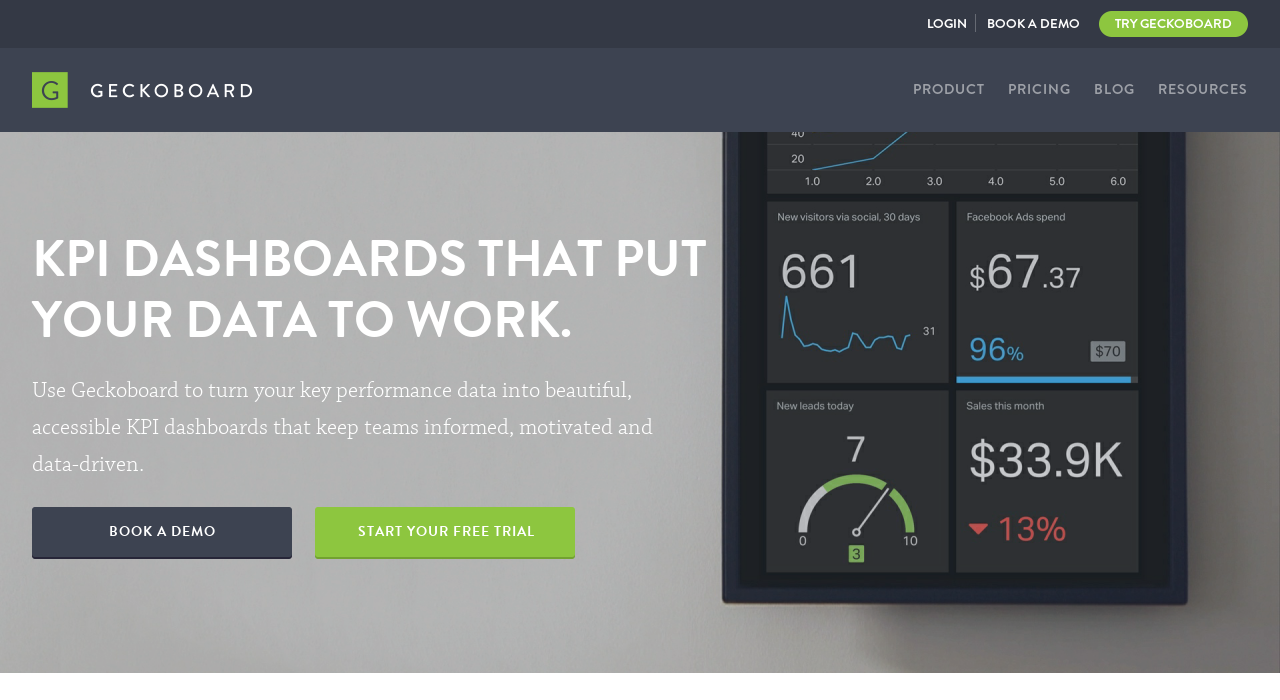 LOGIN
BOOK A DEMO
TRY GECKOBOARD
G GECKOBOARD
PRODUCT
PRICING
BLOG
RESOURCES
40
20
1.0 2.0 3.0 4.0 5.0 6.0
KPI DASHBOARDS THAT PUT
YOUR DATA TO WORK.
Use Geckoboard to turn your key performance data into beautiful,
accessible KPI dashboards that keep teams informed, motivated and
data-driven.
BOOK A DEMO
START YOUR FREE TRIAL
New visitors via social, 30 days
661
31
Facebook Ads spend
$67.37
96%
$70
New leads today
7
0
10
3
Sales this month
$33.9K
13%